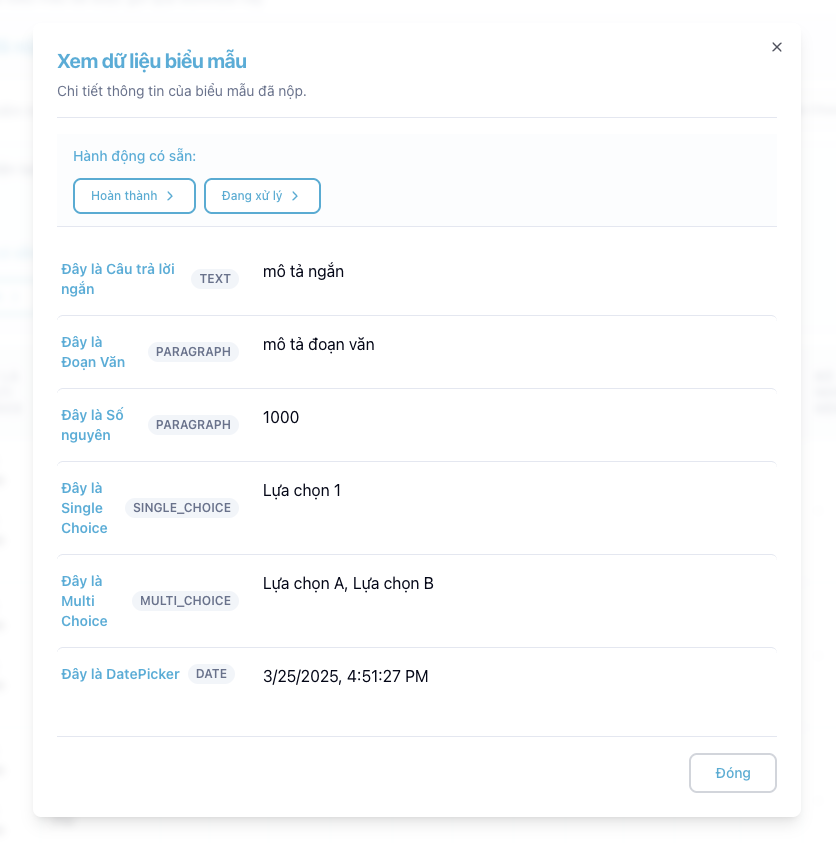 Xem dữ liệu biểu mẫu
Chi tiết thông tin của biểu mẫu đã nộp.
Hành động có sẵn:
Hoàn thành
Đang xử lý
Đây là Câu trả lời
ngắn
TEXT
mô tả ngắn
Đây là
Đoạn Văn
PARAGRAPH
mô tả đoạn văn
Đây là Số
nguyên
PARAGRAPH
1000
Đây là
Single
Choice
SINGLE_CHOICE
Lựa chọn 1
Đây là
Multi
Choice
MULTI_CHOICE
Lựa chọn A, Lựa chọn B
Đây là DatePicker
DATE
3/25/2025, 4:51:27 PM
Đóng